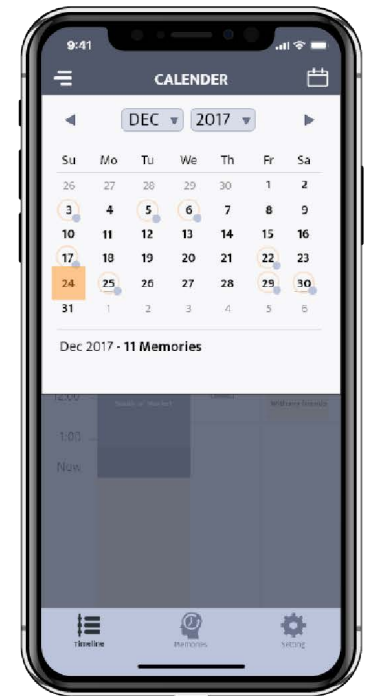 9:41
CALENDER
DEC 2017
Su Mo Tu We Th Fr Sa
26 27 28 29 30 1 2
3 4 5 6 7 8 9
10 11 12 13 14 15 16
17 18 19 20 21 22 23
24 25 26 27 28 29 30
31 1 2 3 4 5 6
Dec 2017 - 11 Memories
12:00
1:00
Now
Timeline Memories Setting